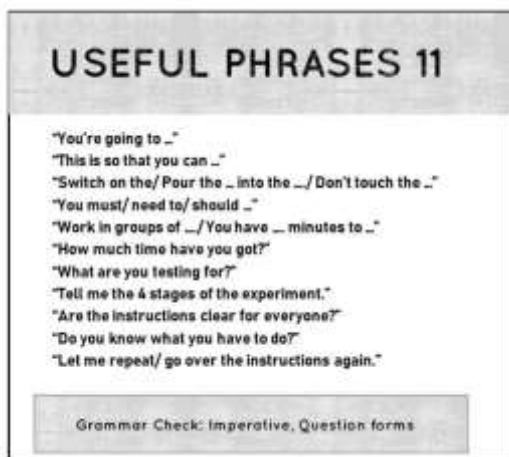 USEFUL PHRASES 11
"You're going to ..."
"This is so that you can ..."
"Switch on the/ Pour the ... into the .../ Don't touch the ..."
"You must/ need to/ should ..."
"Work in groups of .../ You have ... minutes to ..."
"How much time have you got?"
"What are you testing for?"
"Tell me the 4 stages of the experiment."
"Are the instructions clear for everyone?"
"Do you know what you have to do?"
"Let me repeat/ go over the instructions again."
Grammar Check: Imperative, Question forms